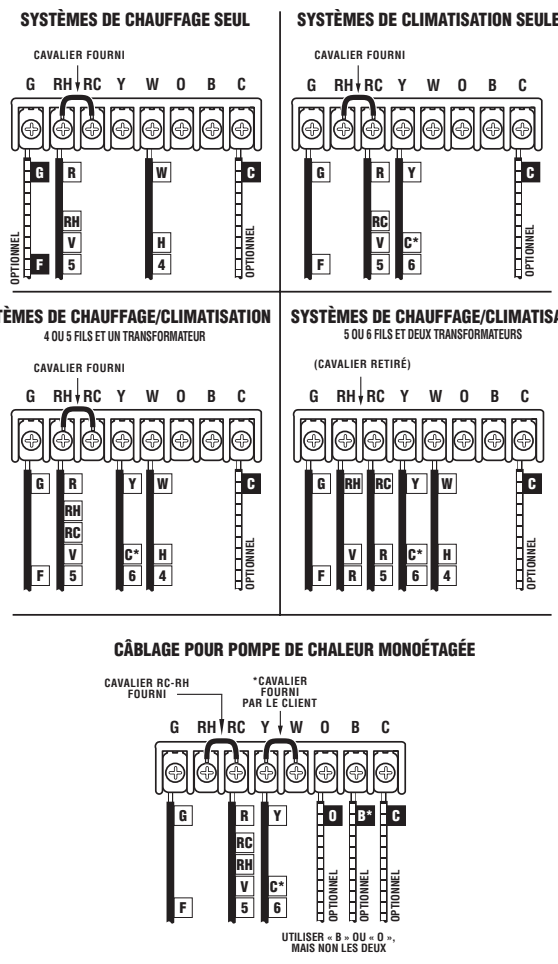 SYSTÈMES DE CHAUFFAGE SEUL
CAVALIER FOURNI
G RH RC Y W O B C
G R W C
RH
V H
F 5 4
OPTIONNEL OPTIONNEL
SYSTÈMES DE CLIMATISATION SEULE
CAVALIER FOURNI
G RH RC Y W O B C
G R Y C
RC
V C*
F 5 6
OPTIONNEL
TÈMES DE CHAUFFAGE/CLIMATISATION
4 OU 5 FILS ET UN TRANSFORMATEUR
CAVALIER FOURNI
G RH RC Y W O B C
G R Y W C
RH
RC
V C* H
F 5 6 4
OPTIONNEL
SYSTÈMES DE CHAUFFAGE/CLIMATISA
5 OU 6 FILS ET DEUX TRANSFORMATEURS
(CAVALIER RETIRÉ)
G RH RC Y W O B C
G RH RC Y W C
V R C* H
F R 5 6 4
OPTIONNEL
CÂBLAGE POUR POMPE DE CHALEUR MONOÉTAGÉE
CAVALIER RC-RH
FOURNI
*CAVALIER
FOURNI
PAR LE CLIENT
G RH RC Y W O B C
G R Y O B* C
RC
RH
V C*
F 5 6
OPTIONNEL OPTIONNEL OPTIONNEL
UTILISER « B » OU « O »,
MAIS NON LES DEUX